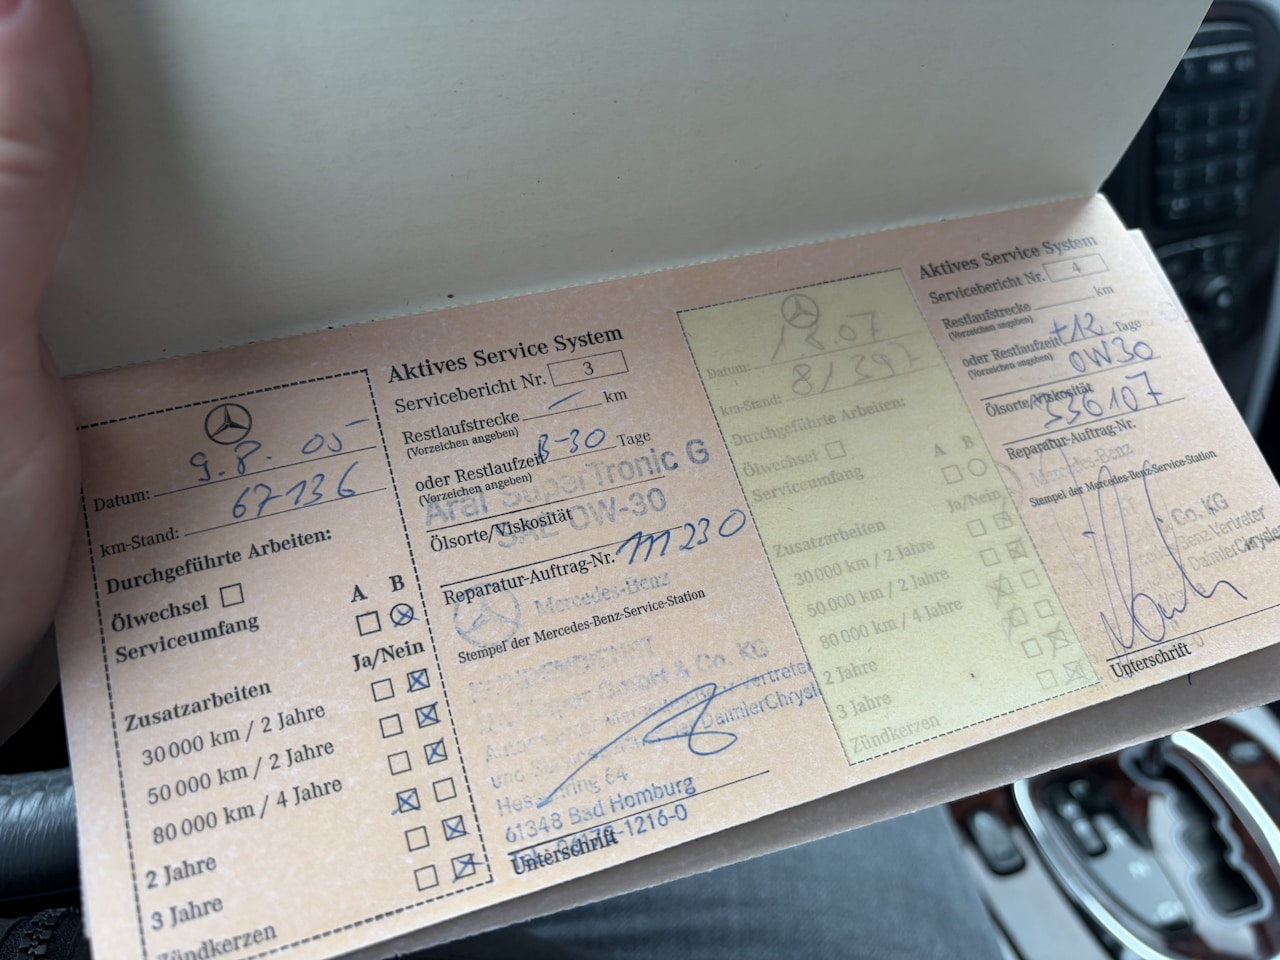 Datum: 9.8.05
km-Stand: 67136
Durchgeführte Arbeiten:
Ölwechsel
A B
Serviceumfang
Ja/Nein
Zusatzarbeiten
30 000 km / 2 Jahre
50 000 km / 2 Jahre
80 000 km / 4 Jahre
2 Jahre
3 Jahre
Zündkerzen
Aktives Service System
Servicebericht Nr. 3
Restlaufstrecke — km
(Vorzeichen angeben)
oder Restlaufzeit B-30 Tage
(Vorzeichen angeben)
Aral SuperTronic G
SAE 0W-30
Ölsorte/Viskosität
Reparatur-Auftrag-Nr. M230
Mercedes-Benz
Stempel der Mercedes-Benz-Service-Station
& Co. KG
Vertreter
DaimlerChrysler
61348 Bad Homburg
-1216-0
Unterschrift
Datum:
km-Stand:
Durchgeführte Arbeiten:
Ölwechsel
A B
Serviceumfang
Ja/Nein
Zusatzarbeiten
30 000 km / 2 Jahre
50 000 km / 2 Jahre
80 000 km / 4 Jahre
2 Jahre
3 Jahre
Zündkerzen
Aktives Service System
Servicebericht Nr. 4
Restlaufstrecke km
(Vorzeichen angeben)
oder Restlaufzeit +12 Tage
(Vorzeichen angeben)
0W30
Ölsorte/Viskosität
336107
Reparatur-Auftrag-Nr.
Mercedes-Benz
Stempel der Mercedes-Benz-Service-Station
Co. KG
Vertreter
DaimlerChrysler
Unterschrift